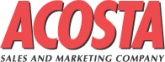 ACOSTA
SALES AND MARKETING COMPANY